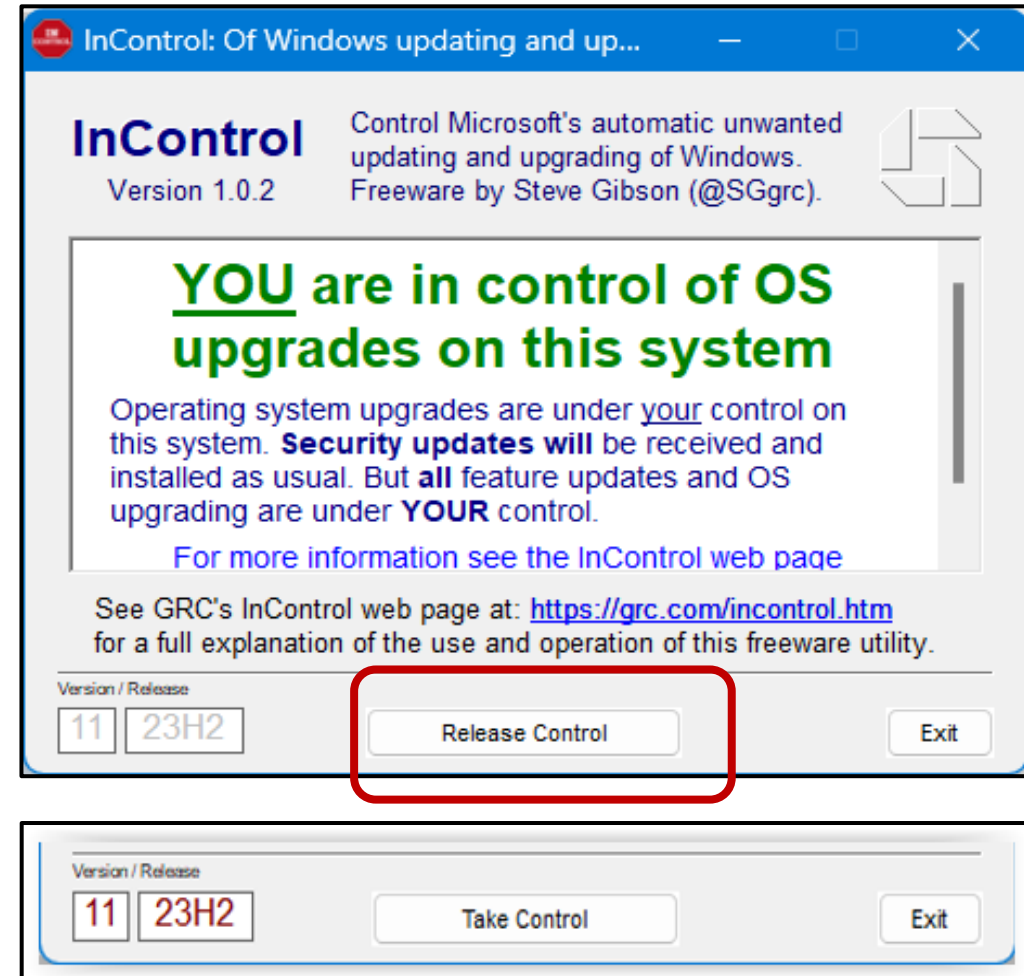 InControl: Of Windows updating and up...
InControl
Version 1.0.2
Control Microsoft's automatic unwanted
updating and upgrading of Windows.
Freeware by Steve Gibson (@SGgrc).
YOU are in control of OS
upgrades on this system
Operating system upgrades are under your control on
this system. Security updates will be received and
installed as usual. But all feature updates and OS
upgrading are under YOUR control.
For more information see the InControl web page
See GRC's InControl web page at: https://grc.com/incontrol.htm
for a full explanation of the use and operation of this freeware utility.
Version / Release
11 23H2
Release Control
Exit
Version / Release
11 23H2
Take Control
Exit